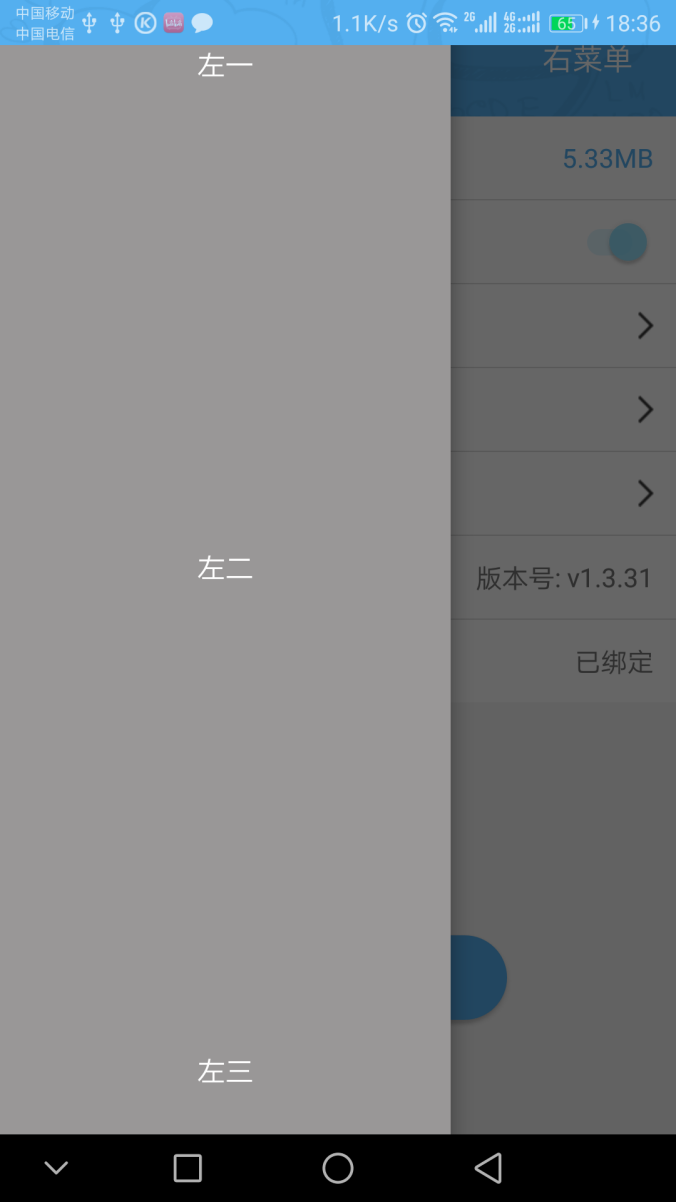 中国移动
中国电信
1.1K/s
2G
4G
2G
65
18:36
左一
右菜单
5.33MB
左二
版本号: v1.3.31
已绑定
左三